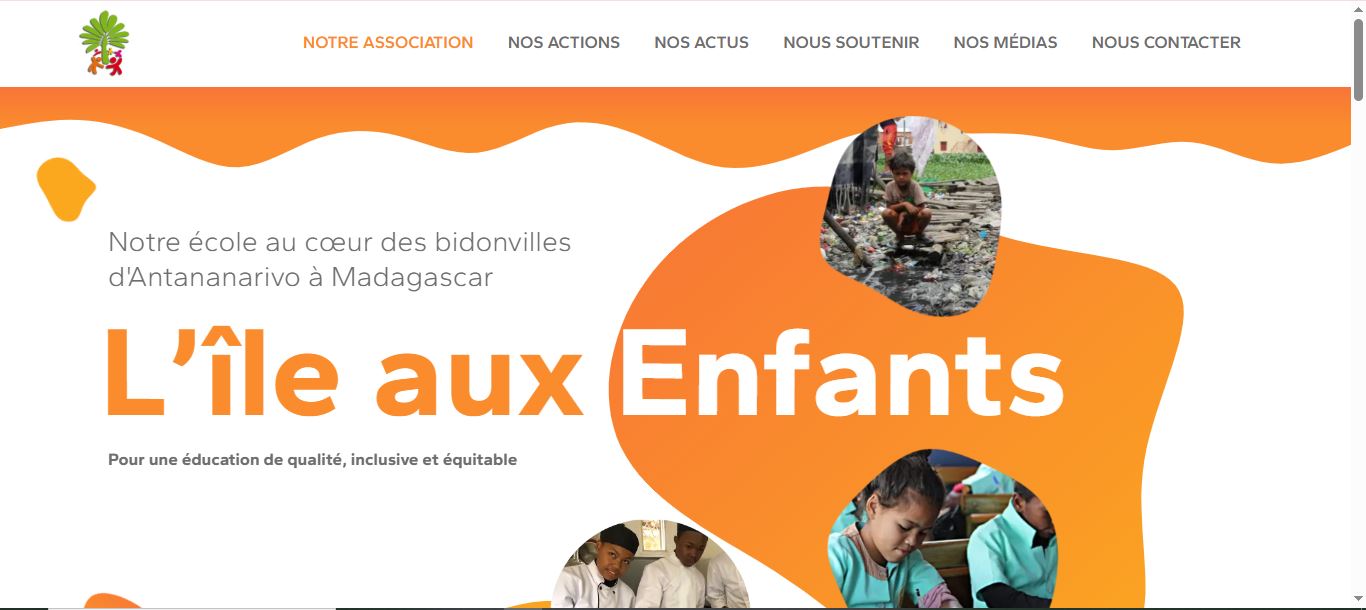 NOTRE ASSOCIATION NOS ACTIONS NOS ACTUS NOUS SOUTENIR NOS MÉDIAS NOUS CONTACTER
Notre école au cœur des bidonvilles
d'Antananarivo à Madagascar
L’île aux Enfants
Pour une éducation de qualité, inclusive et équitable